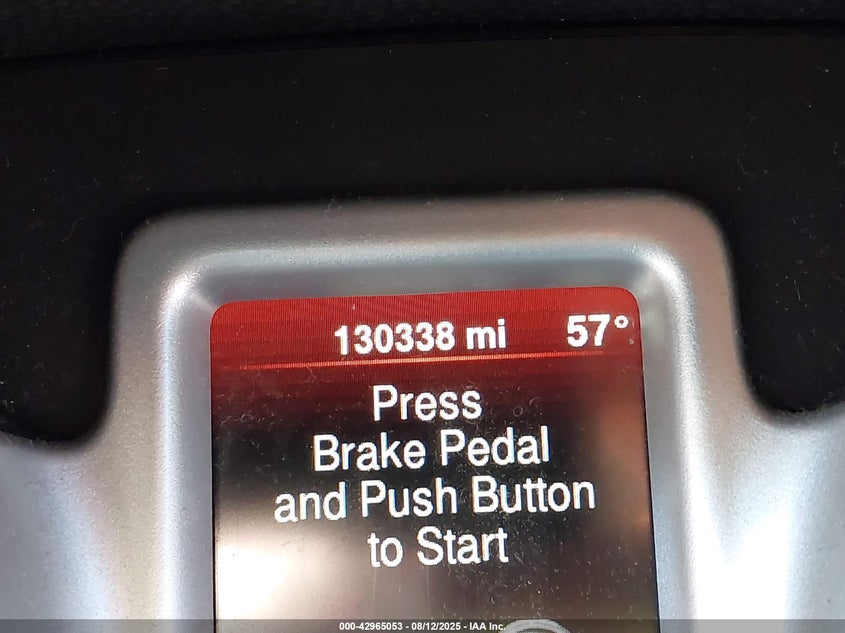 130338 mi 57°
Press
Brake Pedal
and Push Button
to Start
000-42965053 - 08/12/2025 - IAA Inc.